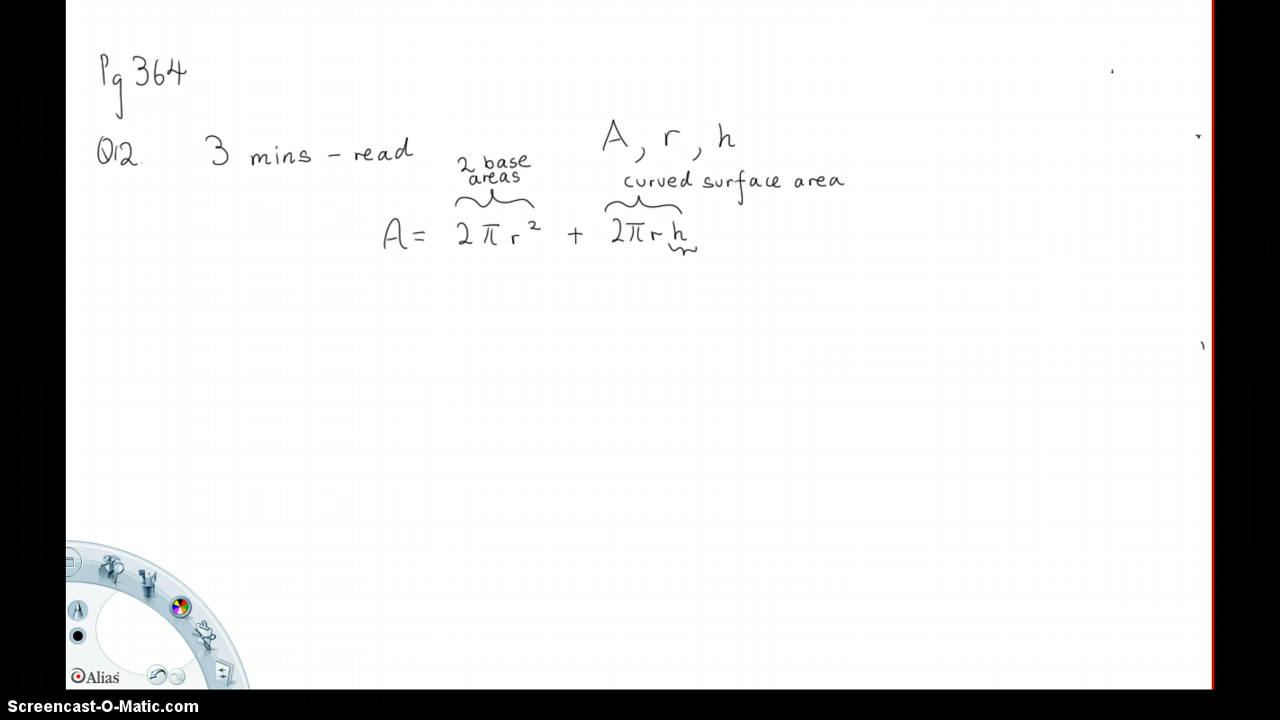 Pg 364
Q12. 3 mins - read
A, r, h
2 base
areas
curved surface area
A = 2πr² + 2πrh
Alias
Screencast-O-Matic.com